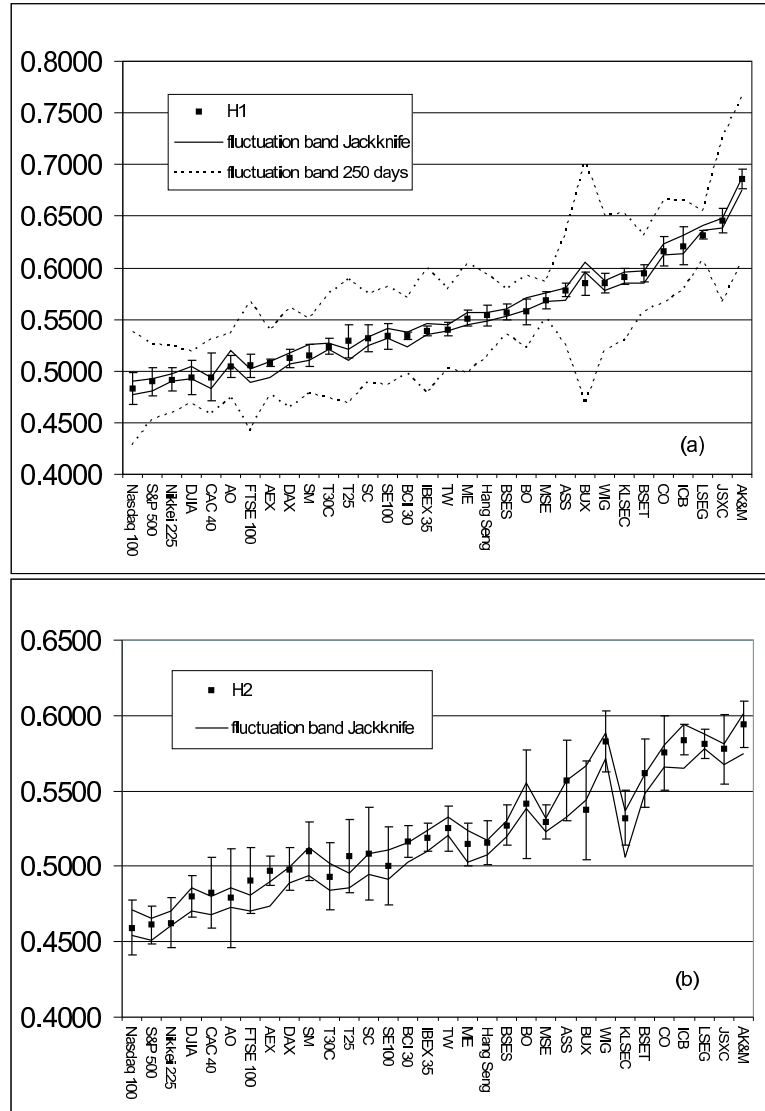 0.8000
0.7500
0.7000
0.6500
0.6000
0.5500
0.5000
0.4500
0.4000
H1
fluctuation band Jackknife
fluctuation band 250 days
(a)
Nasdaq 100
S&P 500
Nikkei 225
DJIA
CAC 40
AO
FTSE 100
AEX
DAX
SM
T30C
T25
SC
SE100
BCI 30
IBEX 35
TW
ME
Hang Seng
BSES
BO
MSE
ASS
BUX
WIG
KLSEC
BSET
CO
ICB
LSEG
JSXC
AK&M
0.6500
0.6000
0.5500
0.5000
0.4500
0.4000
H2
fluctuation band Jackknife
(b)
Nasdaq 100
S&P 500
Nikkei 225
DJIA
CAC 40
AO
FTSE 100
AEX
DAX
SM
T30C
T25
SC
SE100
BCI 30
IBEX 35
TW
ME
Hang Seng
BSES
BO
MSE
ASS
BUX
WIG
KLSEC
BSET
CO
ICB
LSEG
JSXC
AK&M